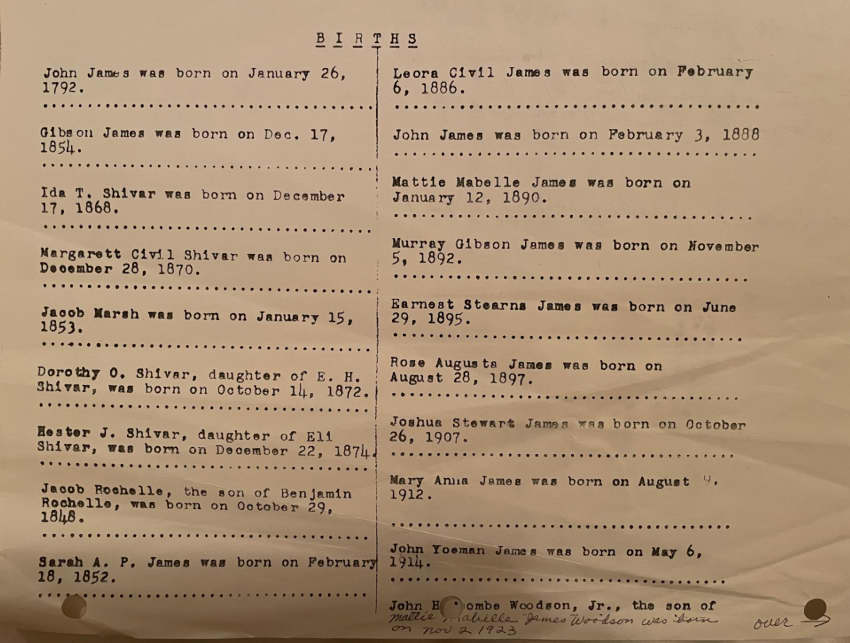 BIRTHS
John James was born on January 26,
1792.
Gibson James was born on Dec. 17,
1854.
Ida T. Shivar was born on December
17, 1868.
Margarett Civil Shivar was born on
December 28, 1870.
Jacob Marsh was born on January 15,
1853.
Dorothy O. Shivar, daughter of E. H.
Shivar, was born on October 14, 1872.
Hester J. Shivar, daughter of Eli
Shivar, was born on December 22, 1874.
Jacob Rochelle, the son of Benjamin
Rochelle, was born on October 29,
1848.
Sarah A. P. James was born on February
18, 1852.
Leora Civil James was born on February
6, 1886.
John James was born on February 3, 1888
Mattie Mabelle James was born on
January 12, 1890.
Murray Gibson James was born on November
5, 1892.
Earnest Stearns James was born on June
29, 1895.
Rose Augusta James was born on
August 28, 1897.
Joshua Stewart James was born on October
26, 1907.
Mary Anna James was born on August
1912.
John Yoeman James was born on May 6,
1914.
John Woodson, Jr., the son of
Mattie Mabelle James Woodson was born
on Nov 2 1923
over